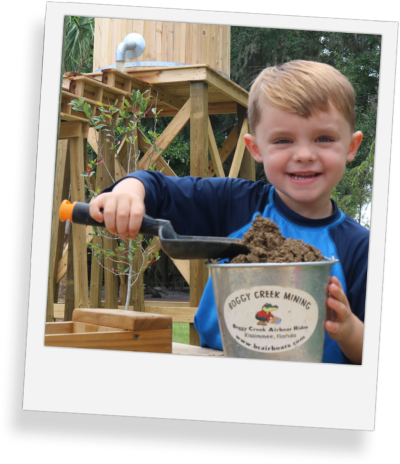 BOGGY CREEK MINING
Boggy Creek Airboat Rides
Kissimmee, Florida
www.bcairboats.com